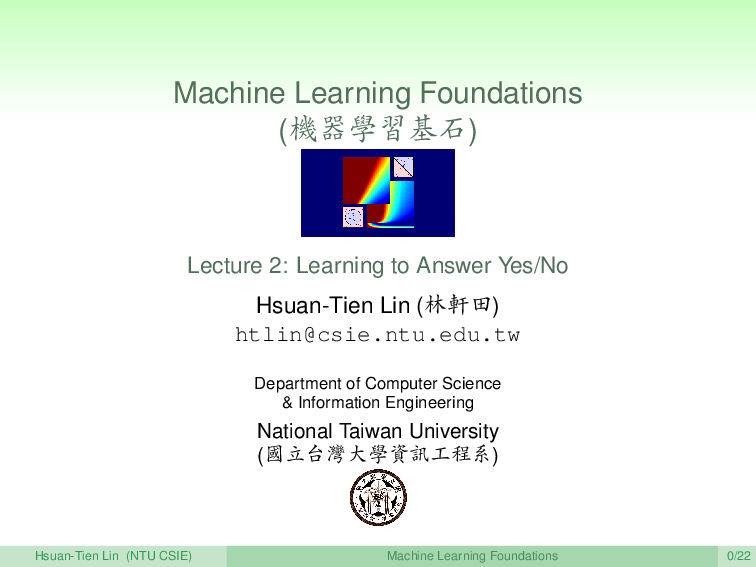 Machine Learning Foundations
(機器學習基石)
Lecture 2: Learning to Answer Yes/No
Hsuan-Tien Lin (林軒田)
htlin@csie.ntu.edu.tw
Department of Computer Science
& Information Engineering
National Taiwan University
(國立台灣大學資訊工程系)
Hsuan-Tien Lin (NTU CSIE)
Machine Learning Foundations
0/22